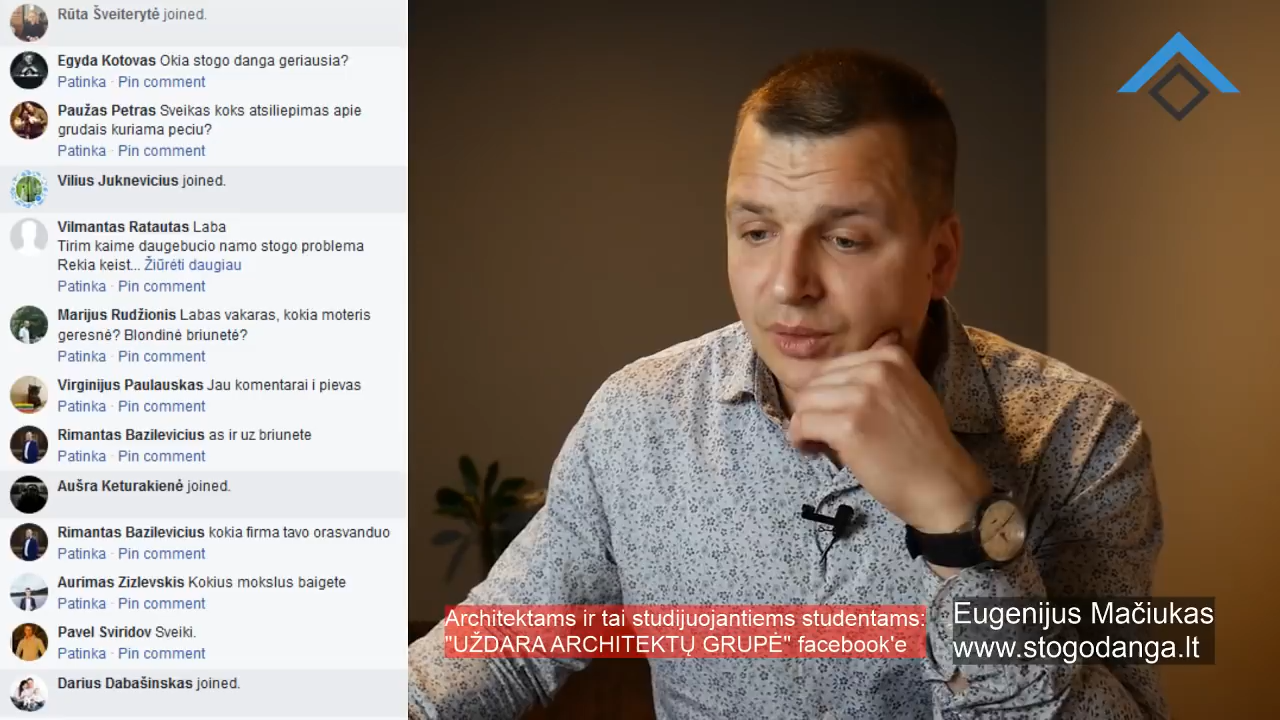 Rūta Šveiterytė joined.
Egyda Kotovas Okia stogo danga geriausia?
Patinka · Pin comment
Paužas Petras Sveikas koks atsiliepimas apie
grudais kuriama peciu?
Patinka · Pin comment
Vilius Juknevicius joined.
Vilmantas Ratautas Laba
Tirim kaime daugebucio namo stogo problema
Rekia keist... Žiūrėti daugiau
Patinka · Pin comment
Marijus Rudžionis Labas vakaras, kokia moteris
geresnė? Blondinė briunetė?
Patinka · Pin comment
Virginijus Paulauskas Jau komentarai i pievas
Patinka · Pin comment
Rimantas Bazilevicius as ir uz briunete
Patinka · Pin comment
Aušra Keturakienė joined.
Rimantas Bazilevicius kokia firma tavo orasvanduo
Patinka · Pin comment
Aurimas Zizlevskis Kokius mokslus baigete
Patinka · Pin comment
Pavel Sviridov Sveiki.
Patinka · Pin comment
Darius Dabašinskas joined.
Architektams ir tai studijuojantiems studentams:
"UŽDARA ARCHITEKTŲ GRUPĖ" facebook'e
Eugenijus Mačiukas
www.stogodanga.lt